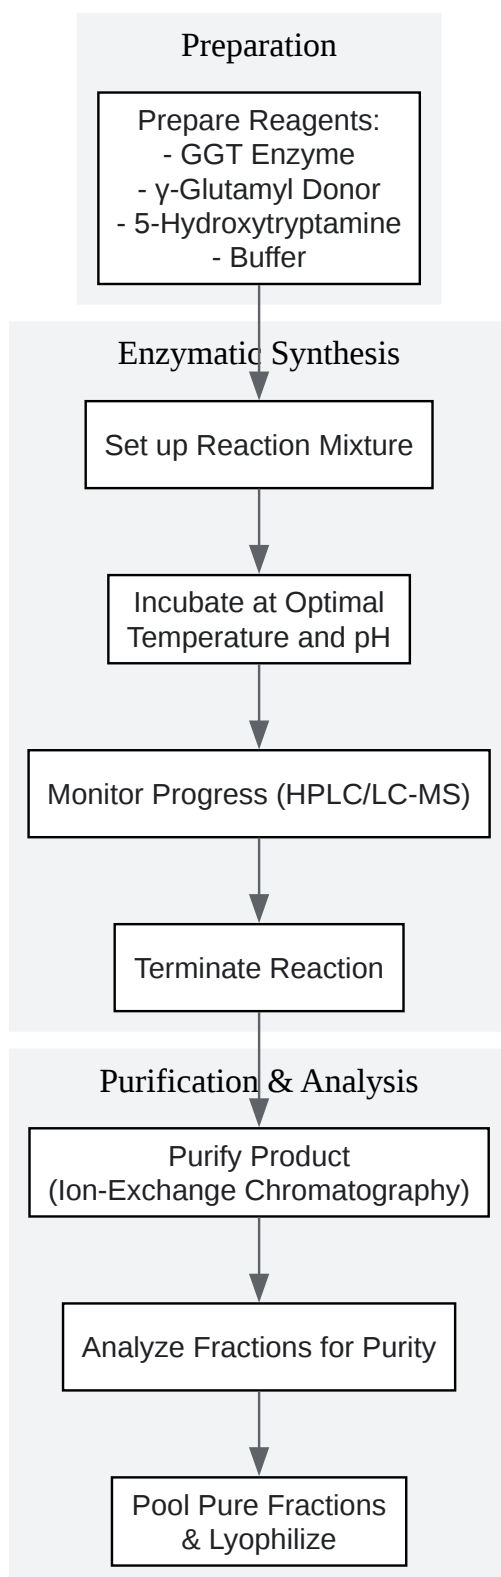 Preparation
Prepare Reagents:
- GGT Enzyme
- γ-Glutamyl Donor
- 5-Hydroxytryptamine
- Buffer
Enzymatic Synthesis
Set up Reaction Mixture
Incubate at Optimal
Temperature and pH
Monitor Progress (HPLC/LC-MS)
Terminate Reaction
Purification & Analysis
Purify Product
(Ion-Exchange Chromatography)
Analyze Fractions for Purity
Pool Pure Fractions
& Lyophilize